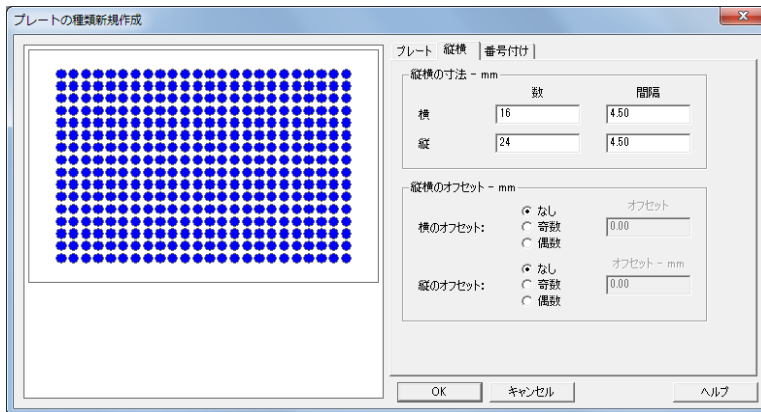 プレートの種類新規作成
プレート 縦横 番号付け
縦横の寸法 - mm
数 間隔
横 16 4.50
縦 24 4.50
縦横のオフセット - mm
オフセット
横のオフセット: なし 0.00
奇数
偶数
オフセット - mm
縦のオフセット: なし 0.00
奇数
偶数
OK キャンセル ヘルプ